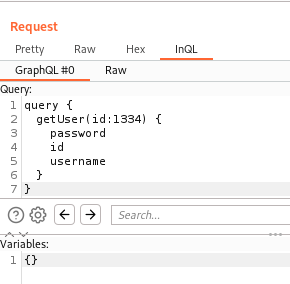 Request
Pretty Raw Hex InQL
GraphQL #0 Raw
Query:
1 query {
2 getUser(id:1334) {
3 password
4 id
5 username
6 }
7 }
Search...
Variables:
1 {}